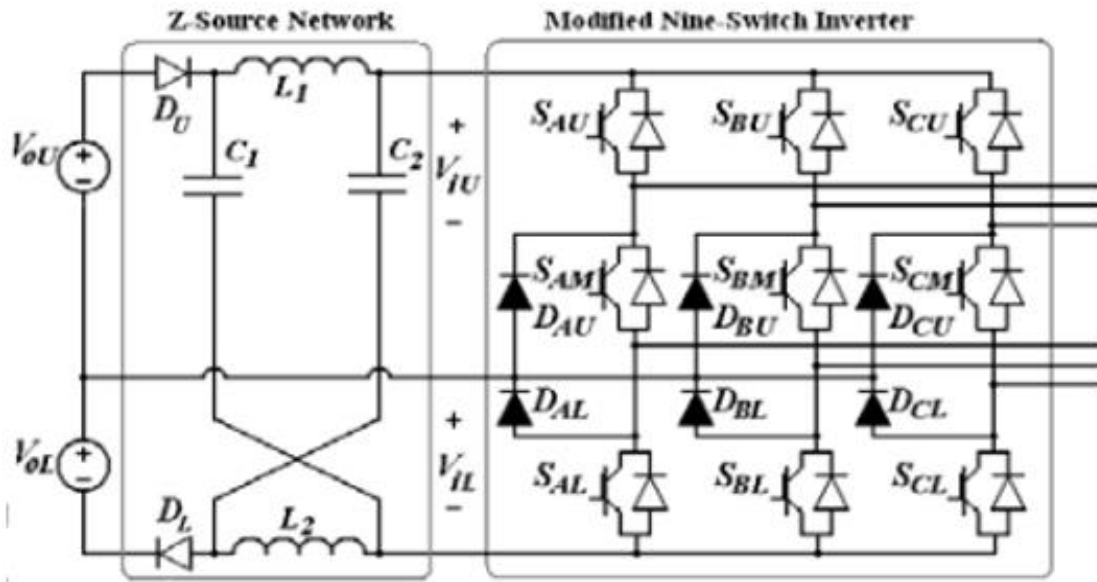 Z-Source Network Modified Nine-Switch Inverter
D_U L_1 S_AU S_BU S_CU
V_oU + − C_1 C_2 + V_iU −
S_AM S_BM S_CM
D_AU D_BU D_CU
D_AL D_BL D_CL
V_oL + − + V_iL −
S_AL S_BL S_CL
D_L L_2